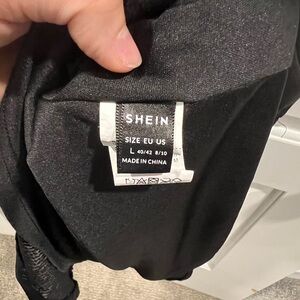 SHEIN
SIZE EU US
L 40/42 8/10
MADE IN CHINA